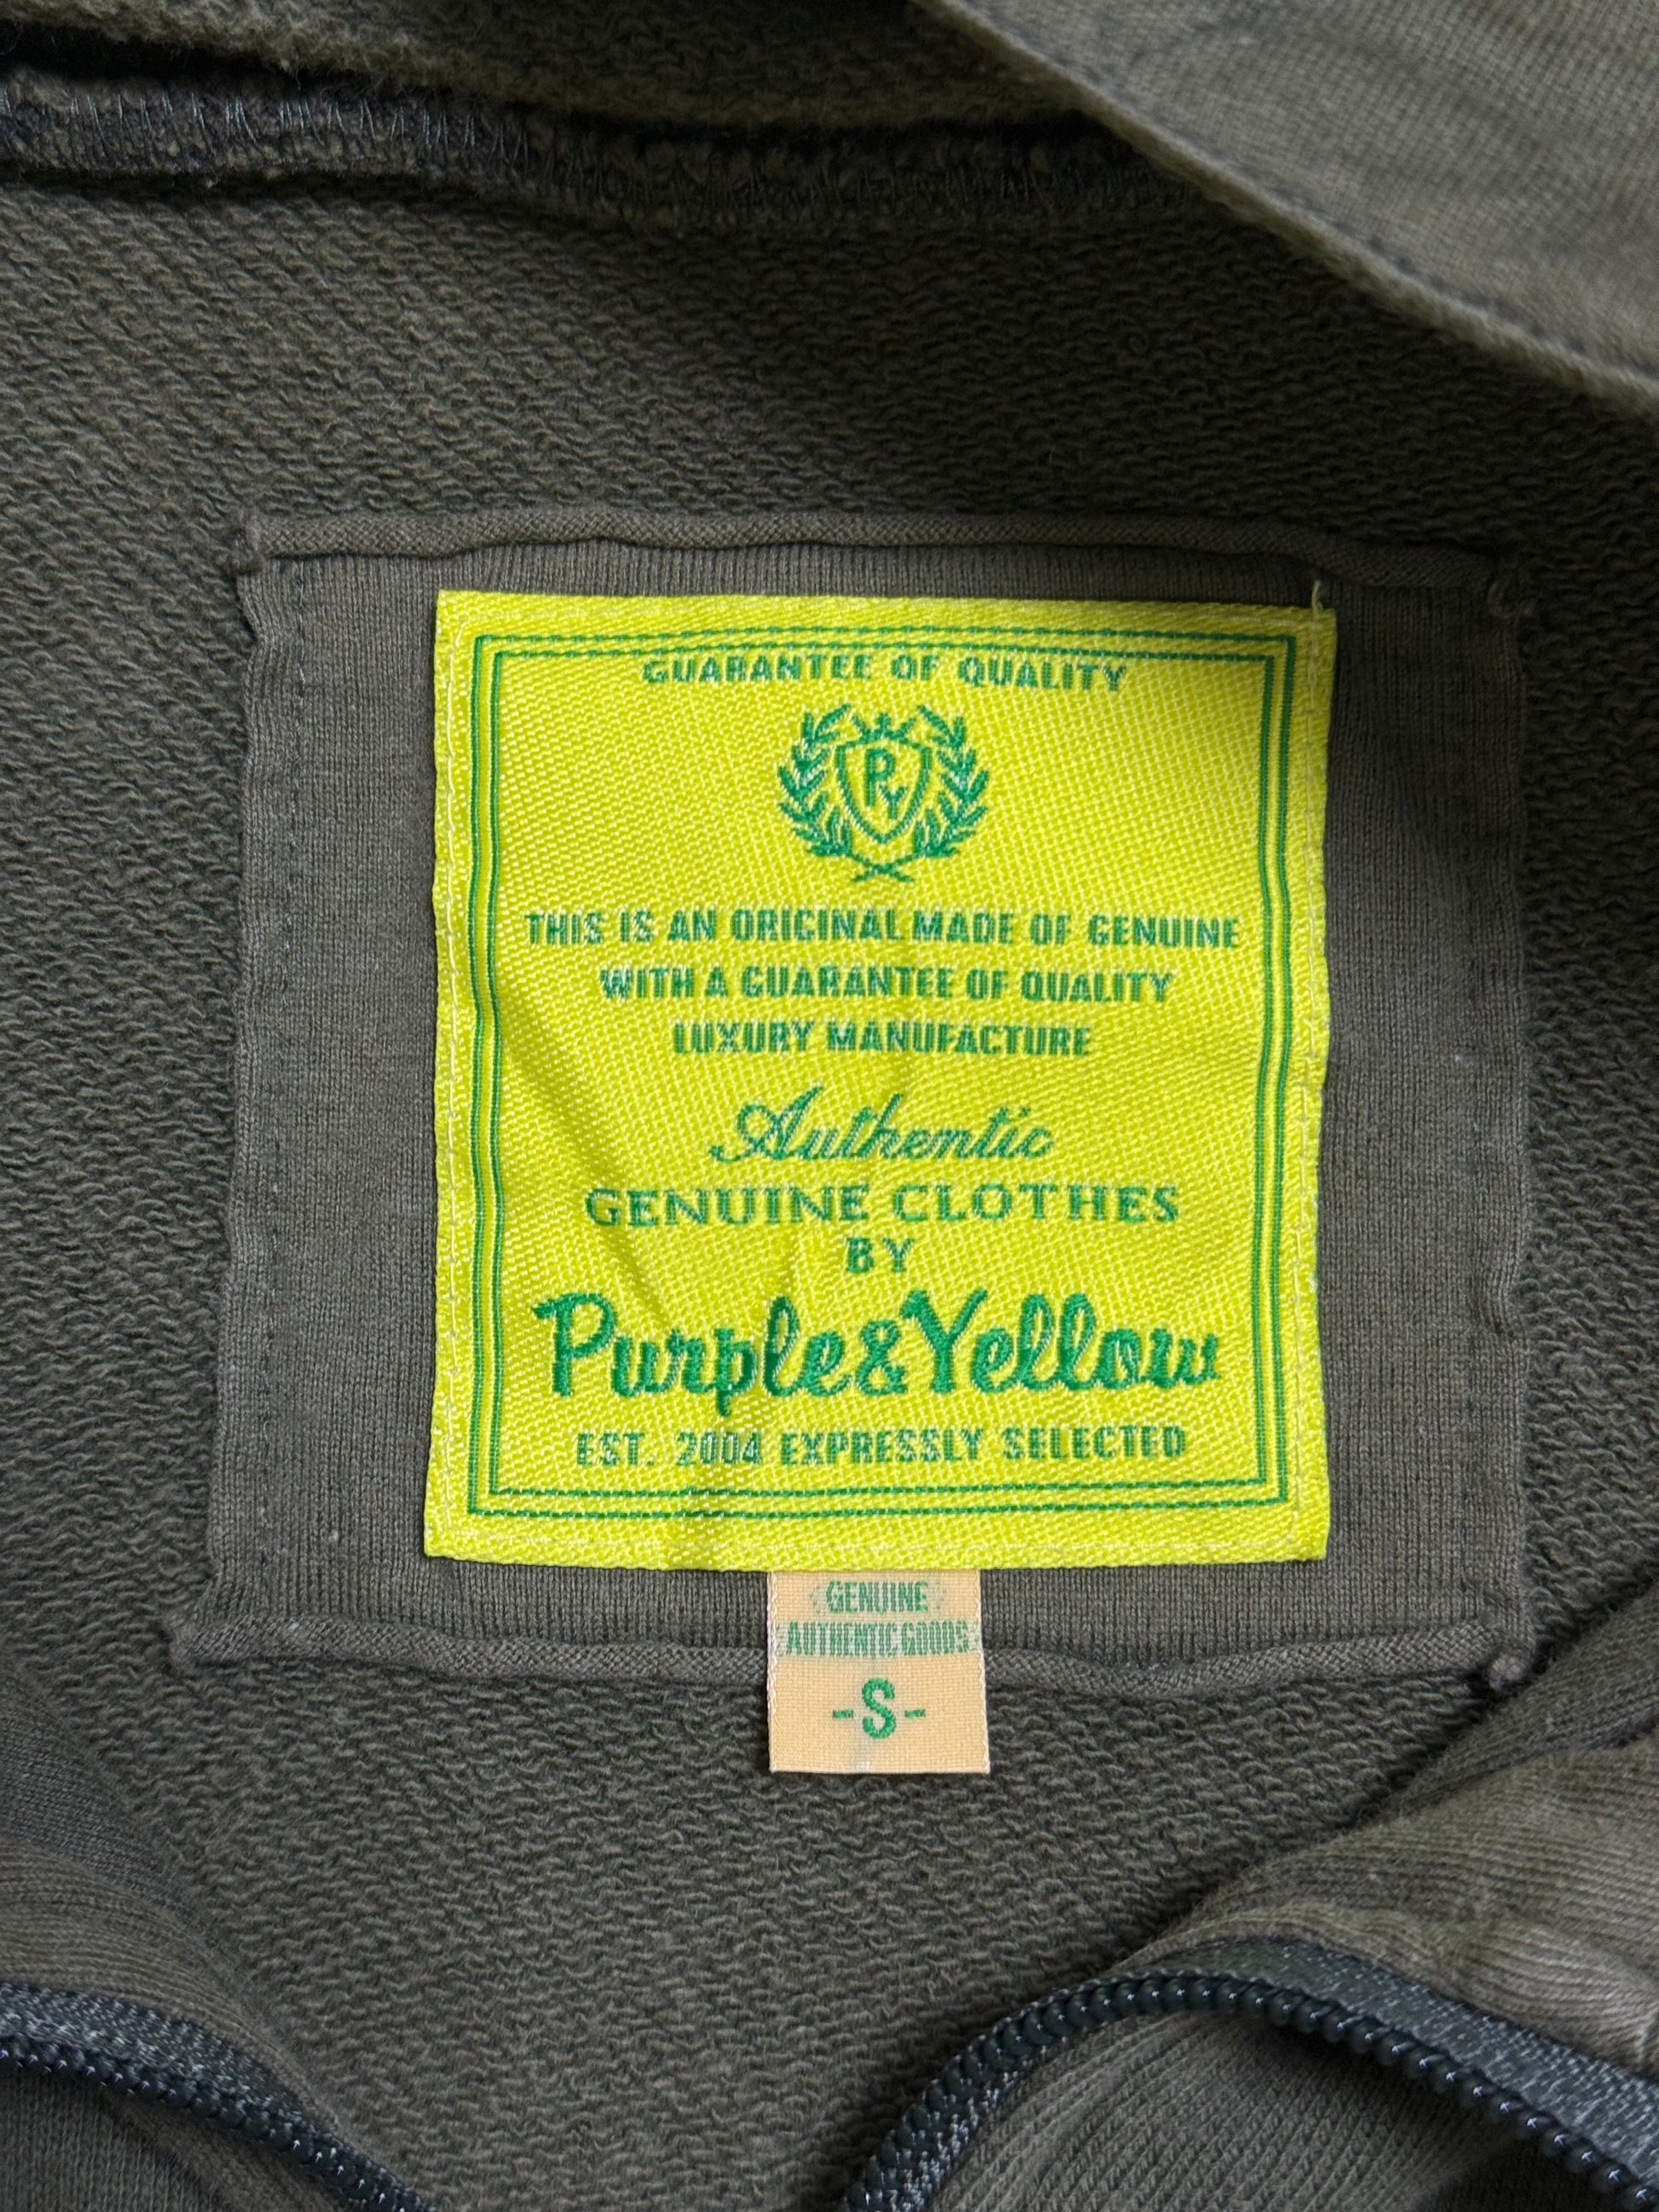 GUARANTEE OF QUALITY
P
Y
THIS IS AN ORIGINAL MADE OF GENUINE
WITH A GUARANTEE OF QUALITY
LUXURY MANUFACTURE
Authentic
GENUINE CLOTHES
BY
Purple&Yellow
EST. 2004 EXPRESSLY SELECTED
GENUINE
AUTHENTIC GOODS
-S-